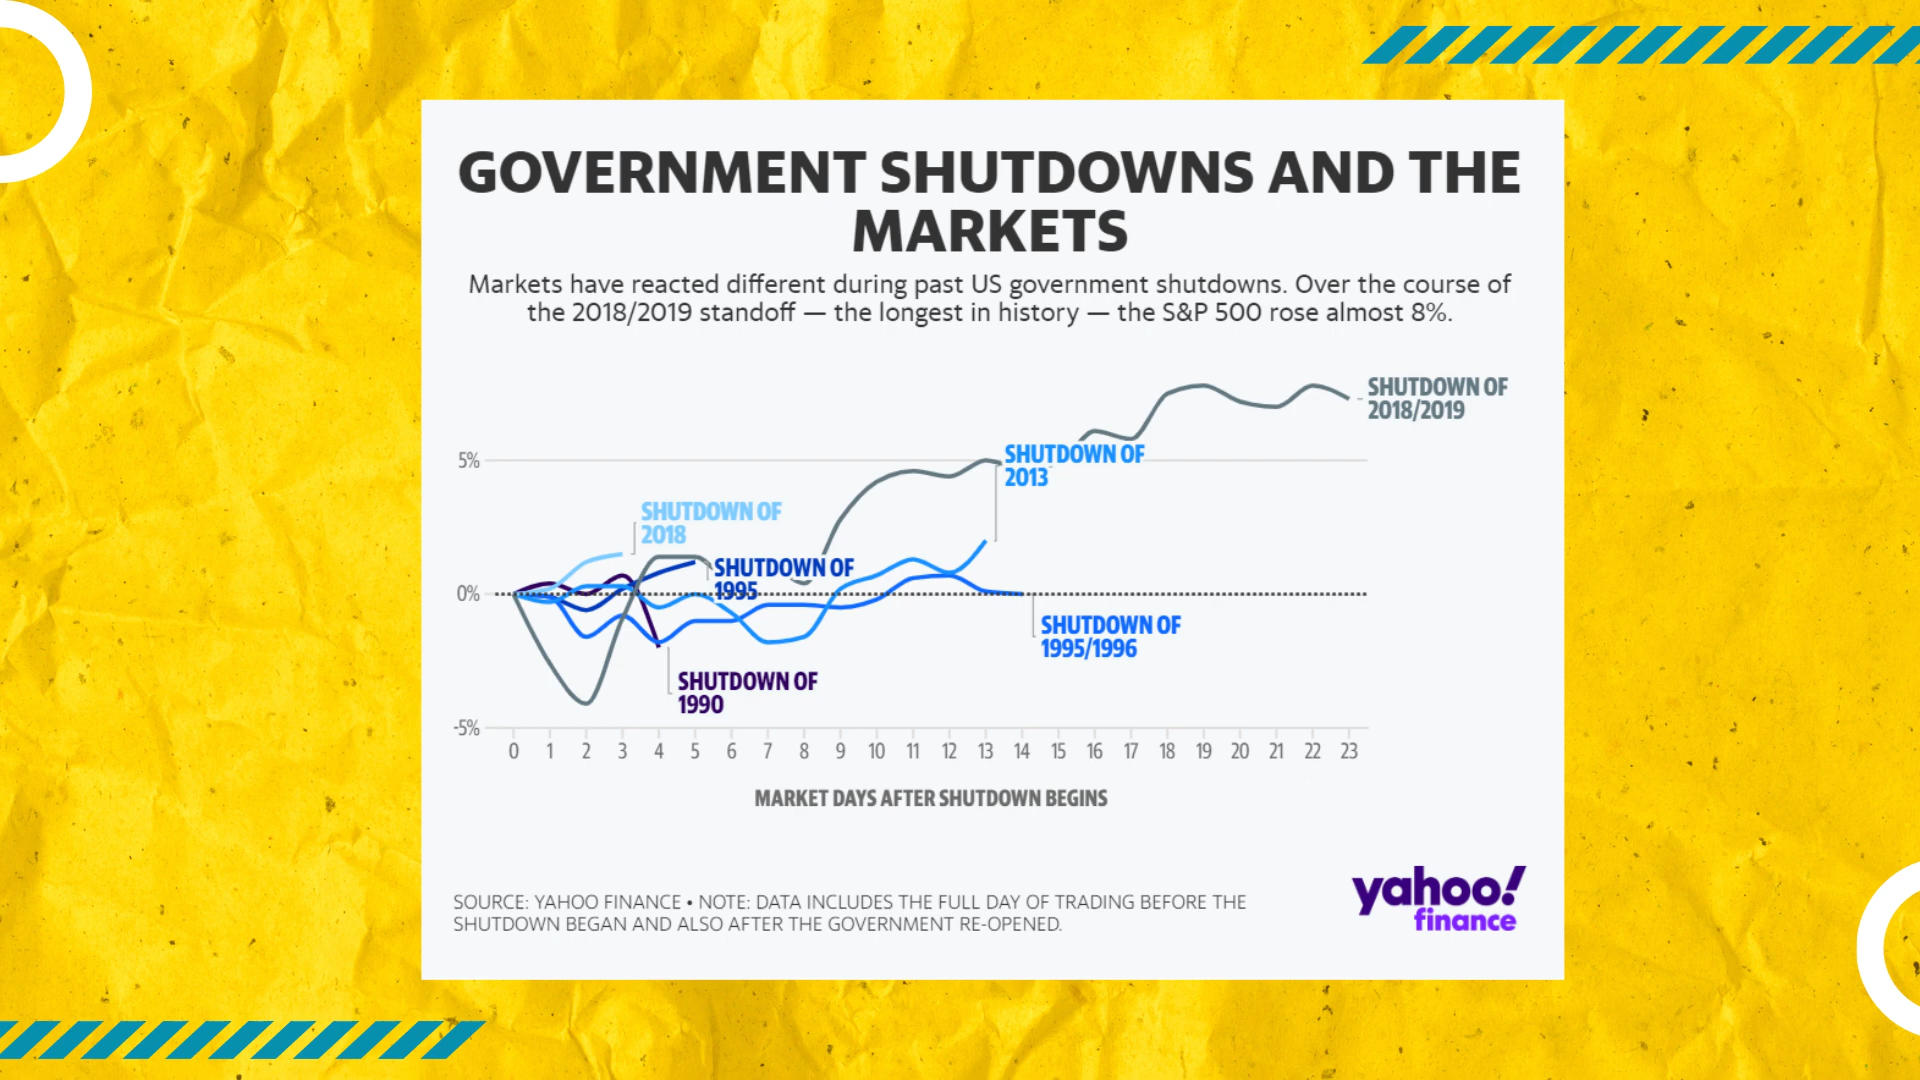 GOVERNMENT SHUTDOWNS AND THE
MARKETS
Markets have reacted different during past US government shutdowns. Over the course of
the 2018/2019 standoff — the longest in history — the S&P 500 rose almost 8%.
SHUTDOWN OF
2018/2019
5%
SHUTDOWN OF
2013
SHUTDOWN OF
2018
SHUTDOWN OF
1995
0%
SHUTDOWN OF
1995/1996
SHUTDOWN OF
1990
-5%
0 1 2 3 4 5 6 7 8 9 10 11 12 13 14 15 16 17 18 19 20 21 22 23
MARKET DAYS AFTER SHUTDOWN BEGINS
SOURCE: YAHOO FINANCE • NOTE: DATA INCLUDES THE FULL DAY OF TRADING BEFORE THE
SHUTDOWN BEGAN AND ALSO AFTER THE GOVERNMENT RE-OPENED.
yahoo!
finance